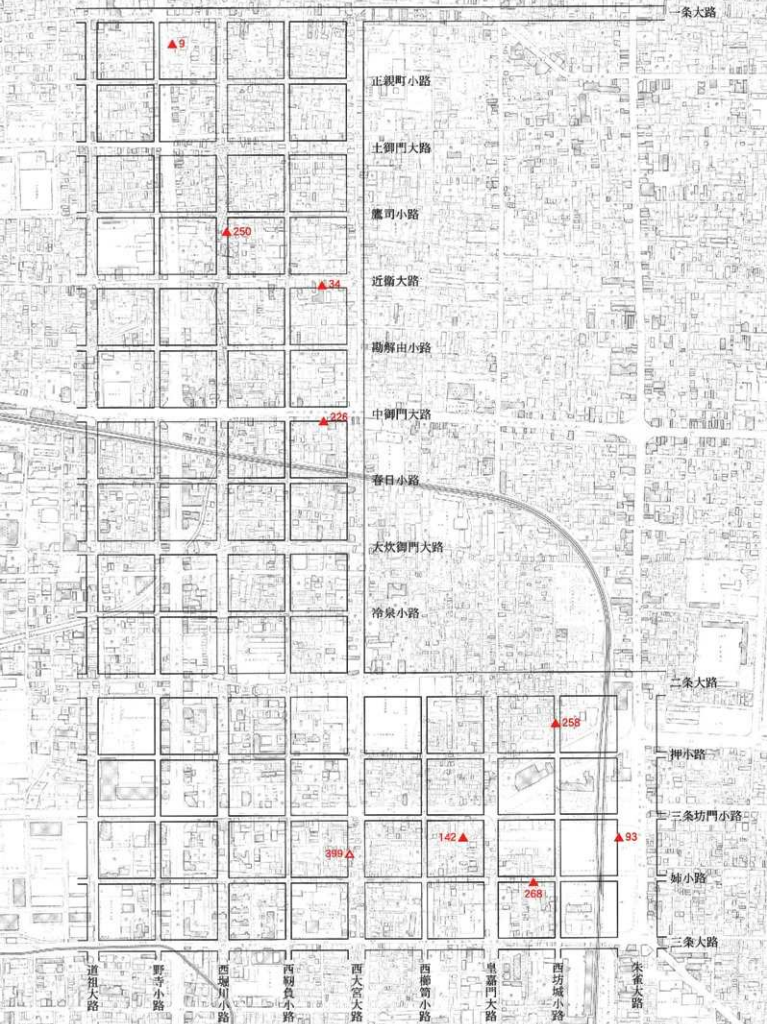 一条大路
9
正親町小路
土御門大路
鷹司小路
250
近衛大路
34
勘解由小路
中御門大路
226
春日小路
大炊御門大路
冷泉小路
二条大路
258
押小路
三条坊門小路
142
93
399
姉小路
268
三条大路
道祖大路
野寺小路
西堀川小路
西靱負小路
西大宮大路
西櫛笥小路
皇嘉門大路
西坊城小路
朱雀大路